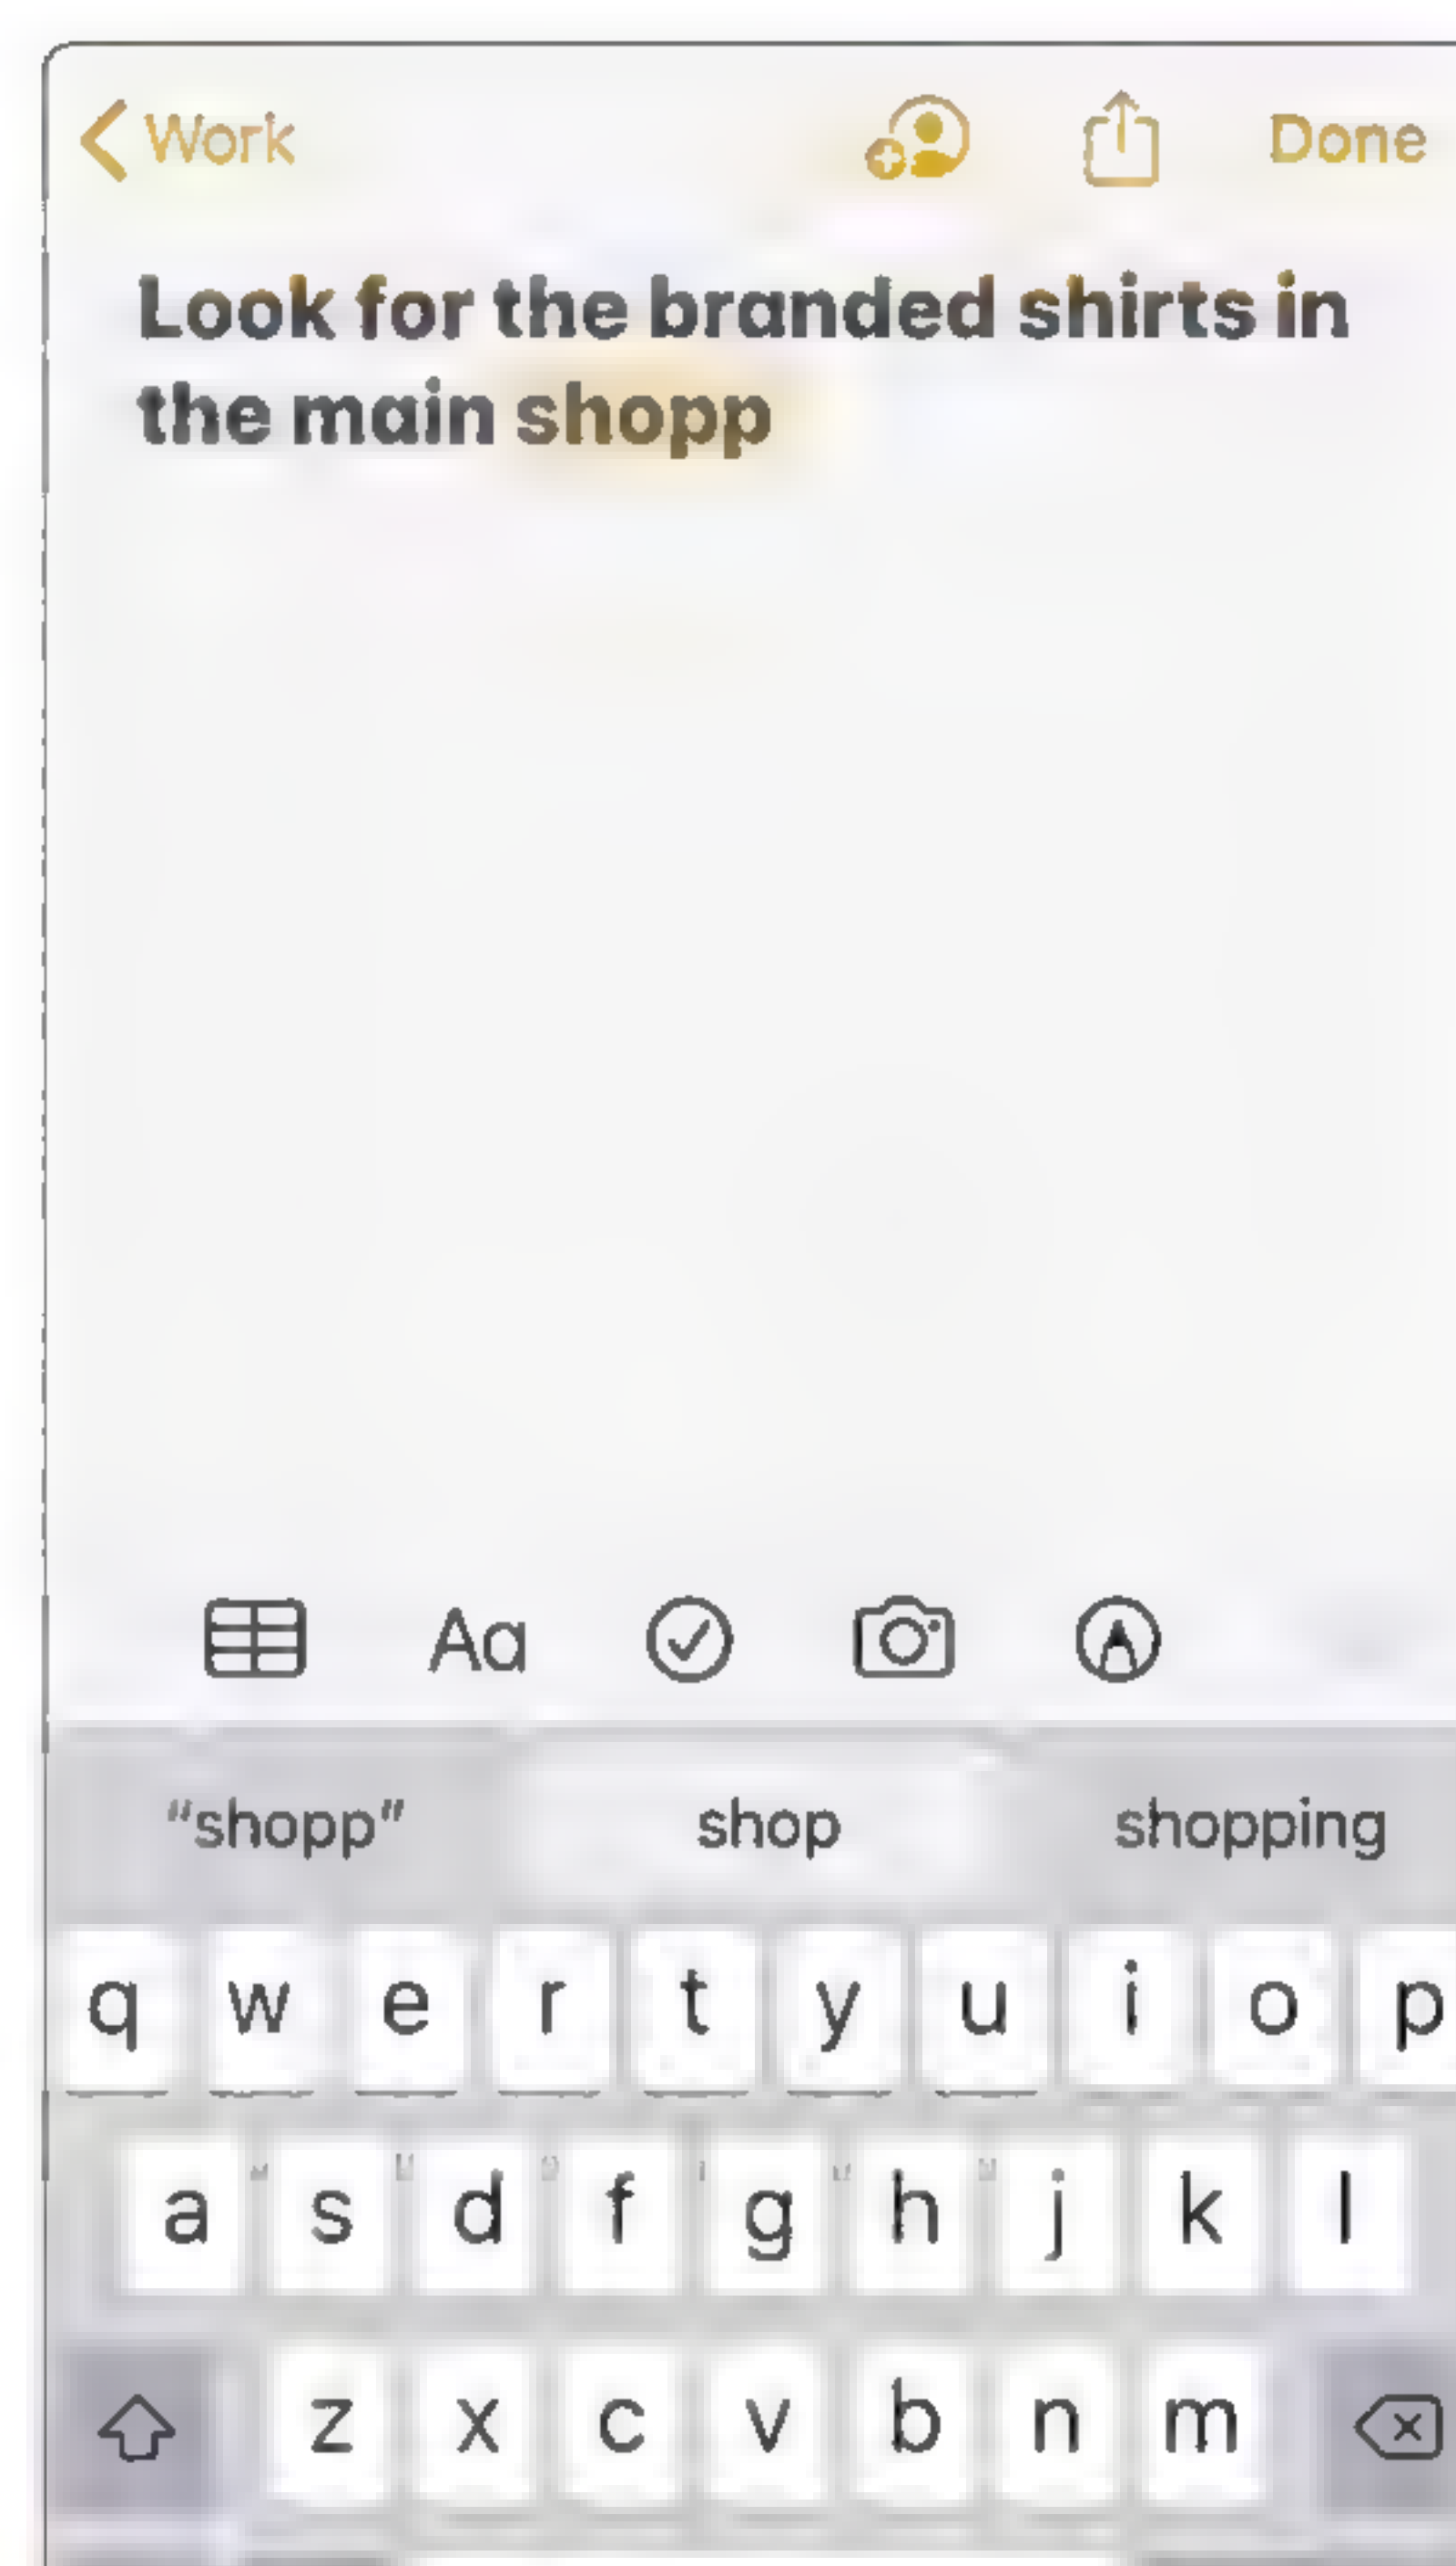 Work Done
Look for the branded shirts in
the main shopp
Aa
“shopp” shop shopping
q w e r t y u i o p
a s d f g h j k l
z x c v b n m